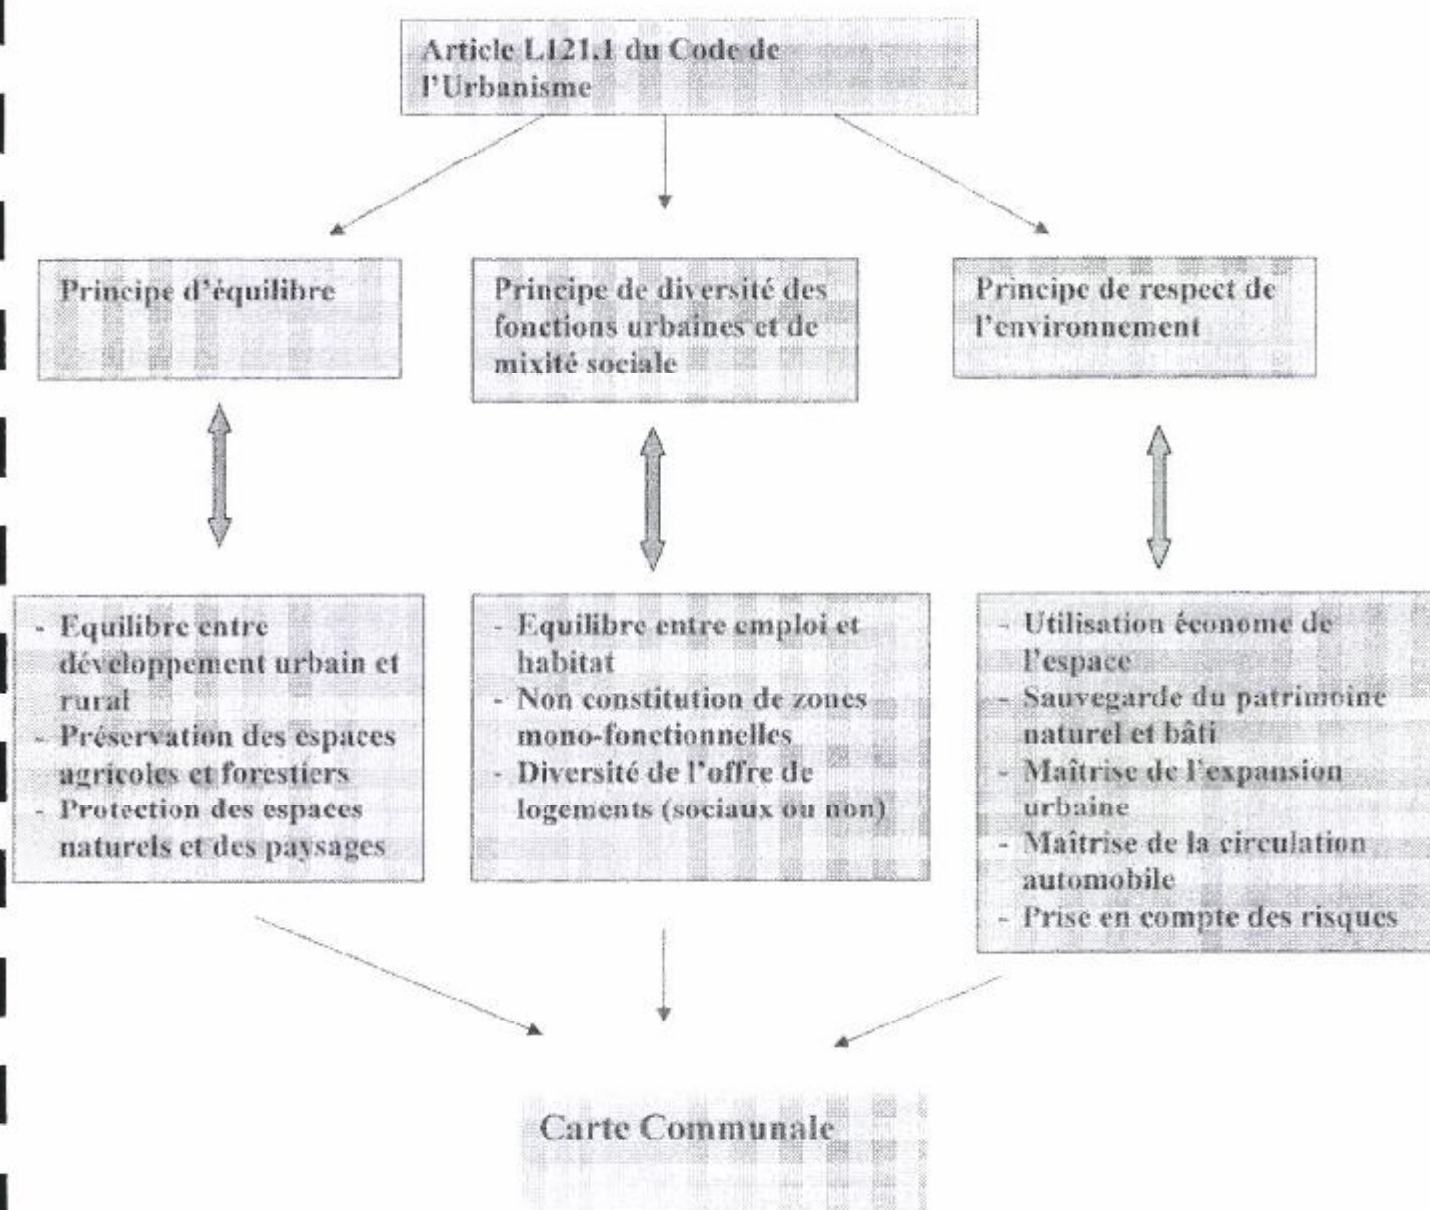 Article L121.1 du Code de
l'Urbanisme
Principe d'équilibre
Principe de diversité des
fonctions urbaines et de
mixité sociale
Principe de respect de
l'environnement
- Equilibre entre
développement urbain et
rural
- Préservation des espaces
agricoles et forestiers
- Protection des espaces
naturels et des paysages
- Equilibre entre emploi et
habitat
- Non constitution de zones
mono-fonctionnelles
- Diversité de l'offre de
logements (sociaux ou non)
- Utilisation économe de
l'espace
- Sauvegarde du patrimoine
naturel et bâti
- Maîtrise de l'expansion
urbaine
- Maîtrise de la circulation
automobile
- Prise en compte des risques
Carte Communale